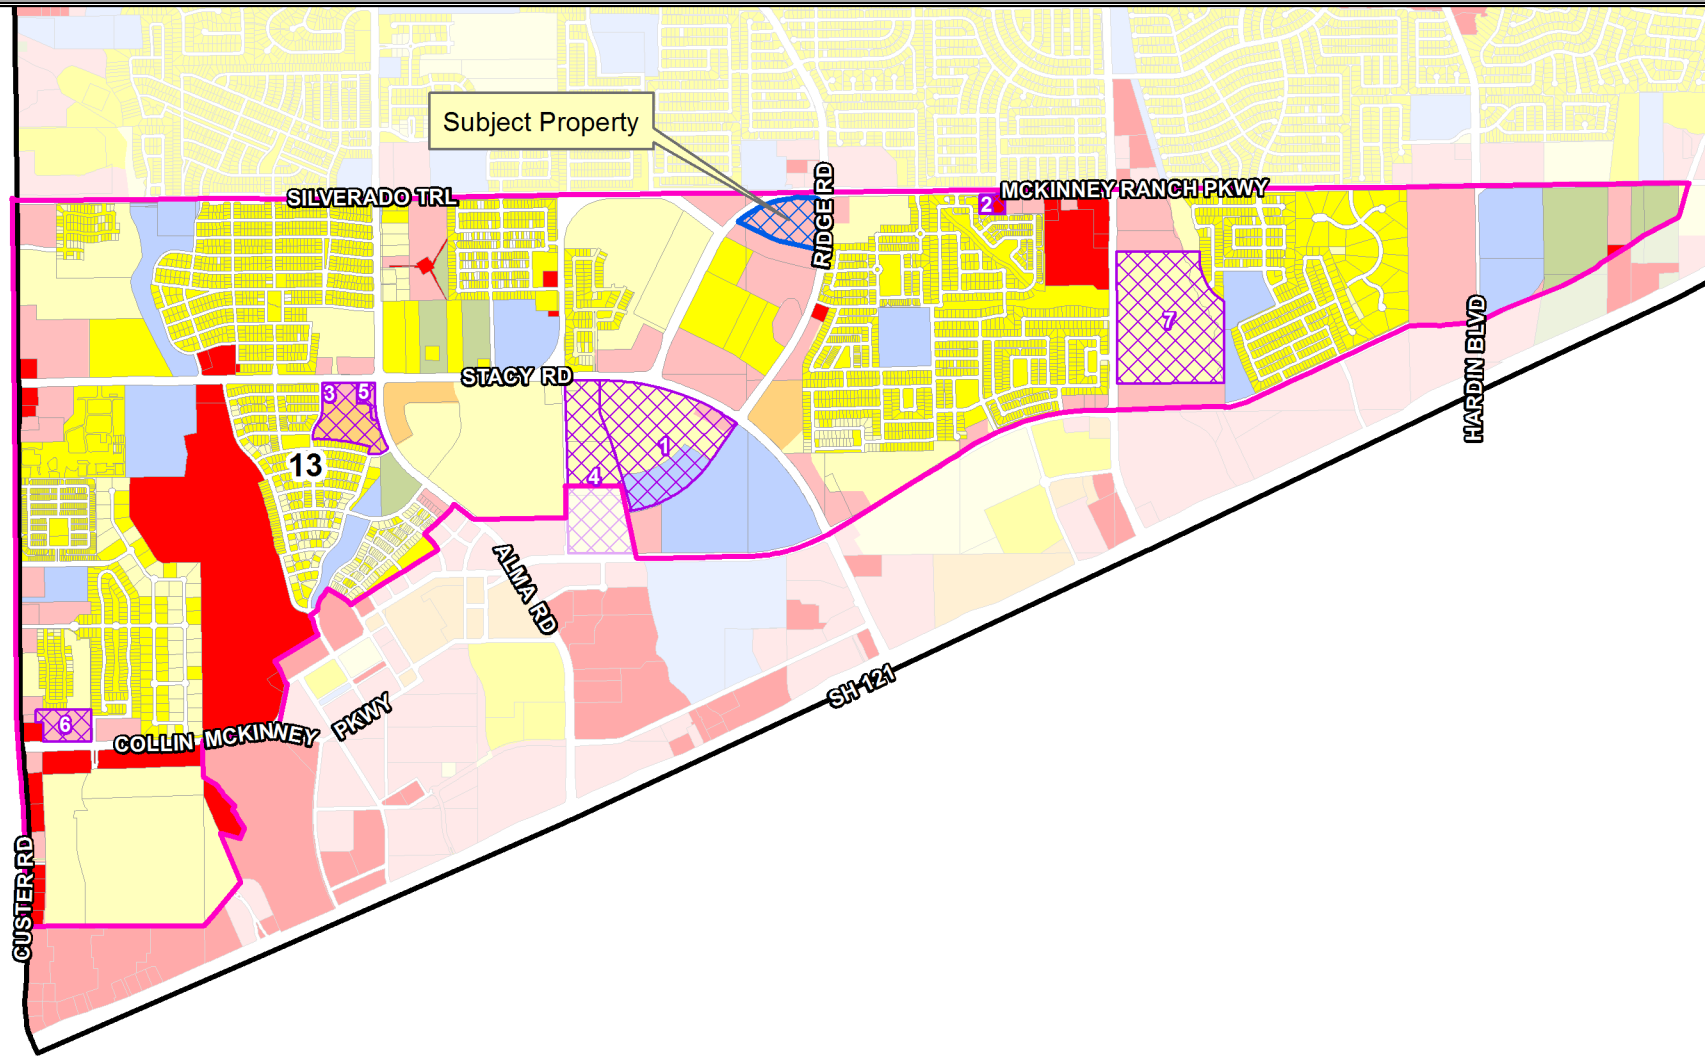 Subject Property
SILVERADO TRL
RIDGE RD
MCKINNEY RANCH PKWY
2
7
HARDIN BLVD
STACY RD
3
5
1
4
13
ALMA RD
SH 121
6
COLLIN MCKINNEY PKWY
CUSTER RD